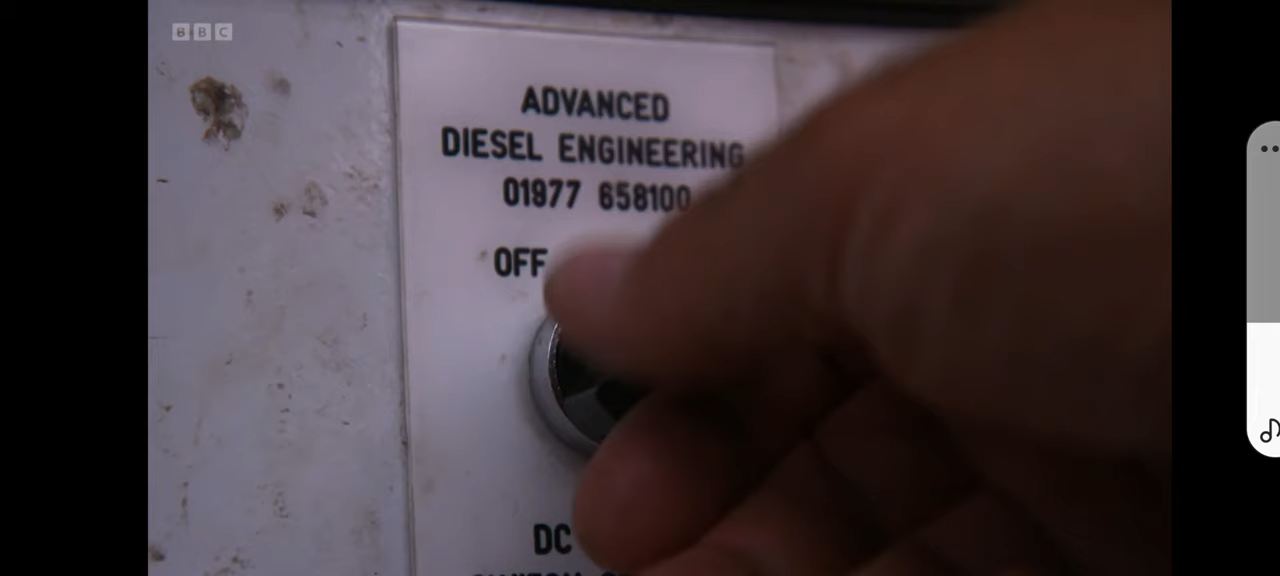 BBC
ADVANCED
DIESEL ENGINEERING
01977 658100
OFF
DC